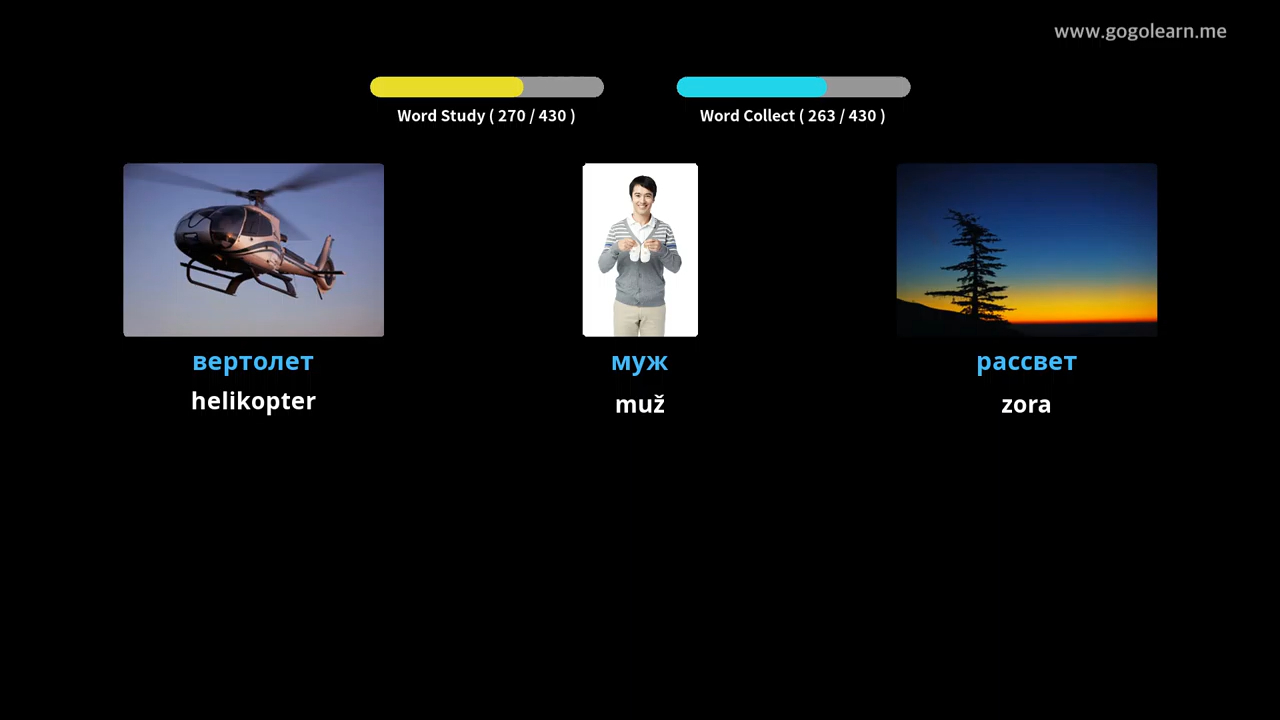 www.gogolearn.me
Word Study ( 270 / 430 )
Word Collect ( 263 / 430 )
вертолет
муж
рассвет
helikopter
muž
zora